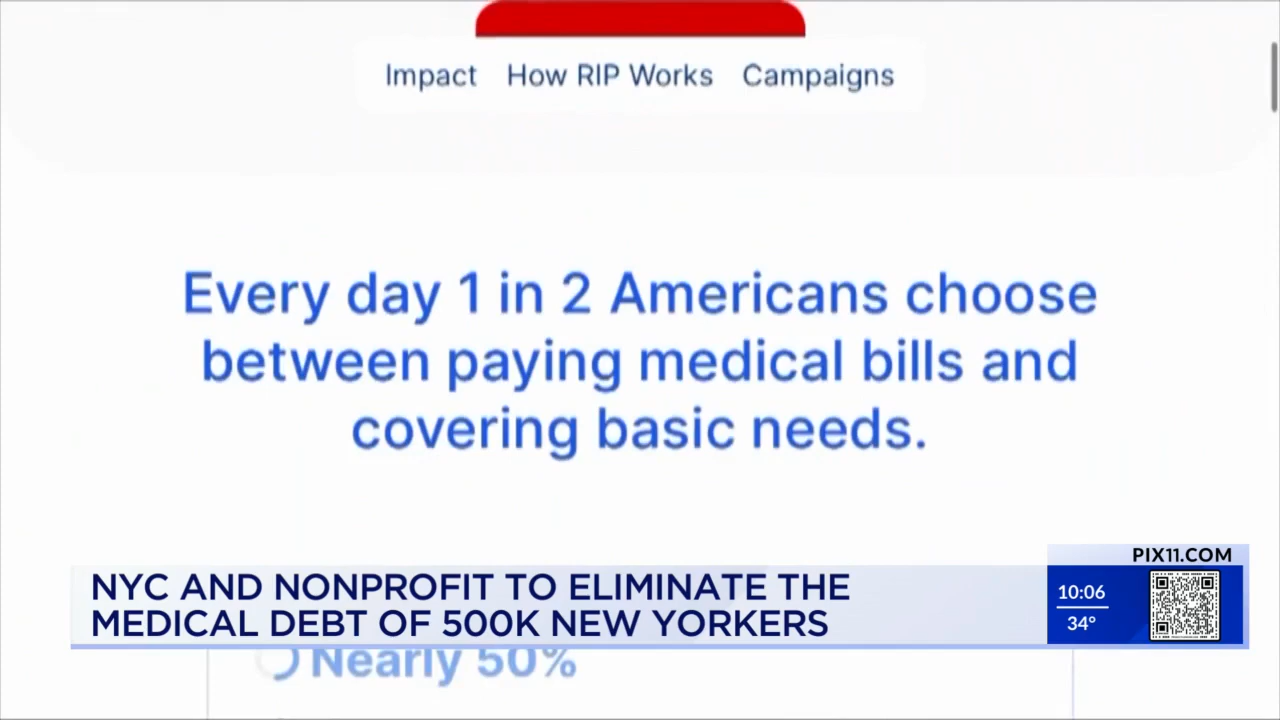 Impact How RIP Works Campaigns
Every day 1 in 2 Americans choose
between paying medical bills and
covering basic needs.
PIX11.COM
NYC AND NONPROFIT TO ELIMINATE THE
MEDICAL DEBT OF 500K NEW YORKERS
10:06
34°
Nearly 50%